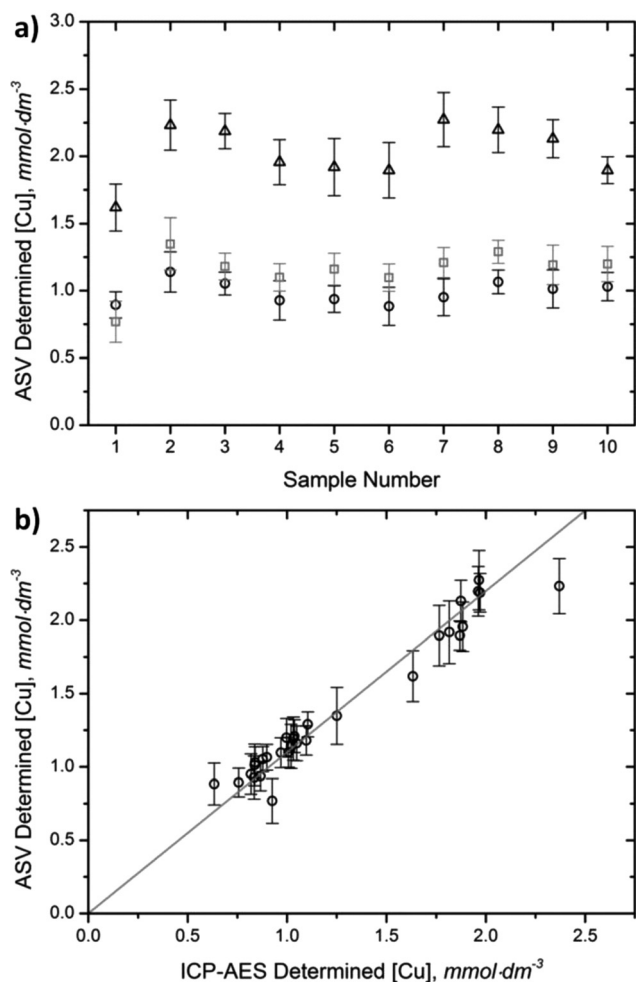 a)
3.0
2.5
2.0
1.5
1.0
0.5
0.0
ASV Determined [Cu], mmol·dm⁻³
1 2 3 4 5 6 7 8 9 10
Sample Number
b)
2.5
2.0
1.5
1.0
0.5
0.0
ASV Determined [Cu], mmol·dm⁻³
0.0 0.5 1.0 1.5 2.0 2.5
ICP-AES Determined [Cu], mmol·dm⁻³